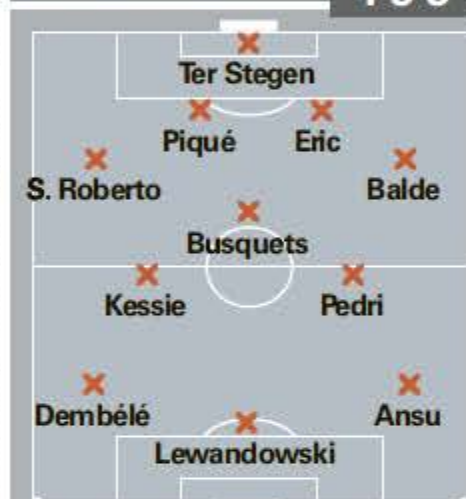 Ter Stegen
Piqué Eric
S. Roberto Balde
Busquets
Kessie Pedri
Dembélé Ansu
Lewandowski